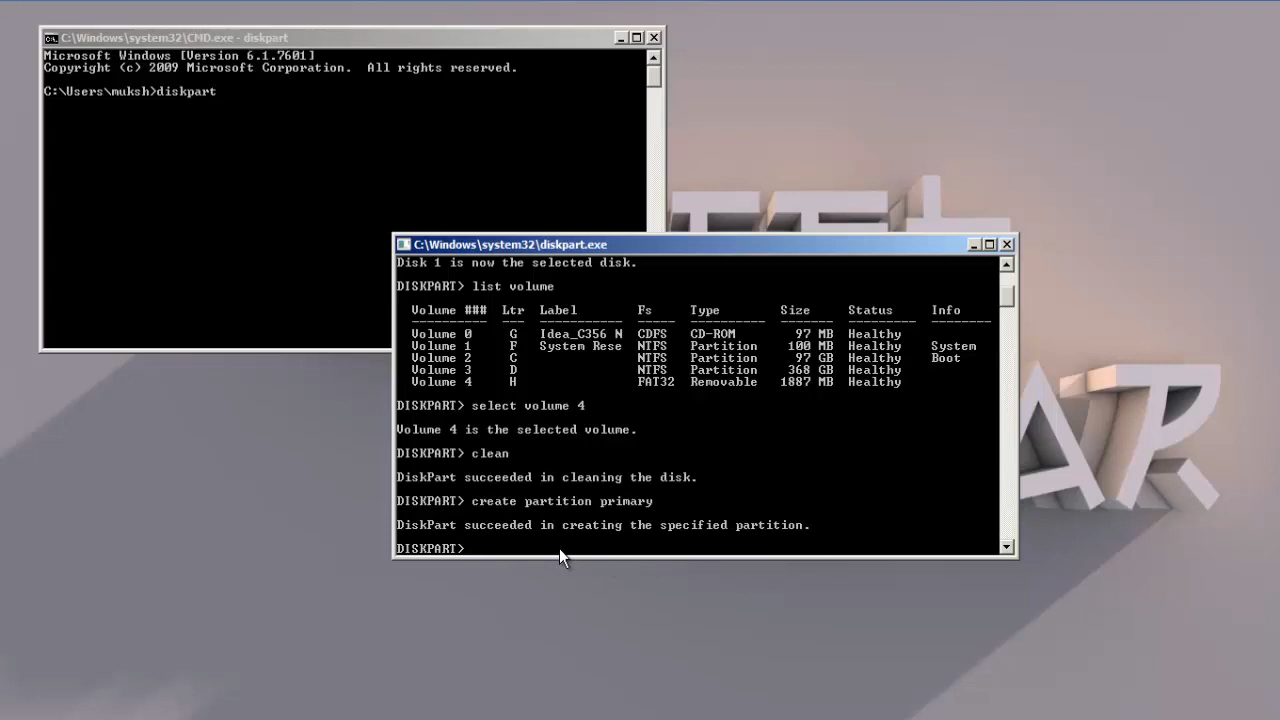 C:\Windows\system32\CMD.exe - diskpart
Microsoft Windows [Version 6.1.7601]
Copyright (c) 2009 Microsoft Corporation.  All rights reserved.
C:\Users\muksh>diskpart
C:\Windows\system32\diskpart.exe
Disk 1 is now the selected disk.
DISKPART> list volume
Volume ###  Ltr  Label        Fs     Type        Size     Status     Info
----------  ---  -----------  -----  ----------  -------  ---------  --------
Volume 0     G   Idea_C356 N  CDFS   CD-ROM        97 MB  Healthy
Volume 1     F   System Rese  NTFS   Partition    100 MB  Healthy    System
Volume 2     C                NTFS   Partition     97 GB  Healthy    Boot
Volume 3     D                NTFS   Partition    368 GB  Healthy
Volume 4     H                FAT32  Removable   1887 MB  Healthy
DISKPART> select volume 4
Volume 4 is the selected volume.
DISKPART> clean
DiskPart succeeded in cleaning the disk.
DISKPART> create partition primary
DiskPart succeeded in creating the specified partition.
DISKPART>